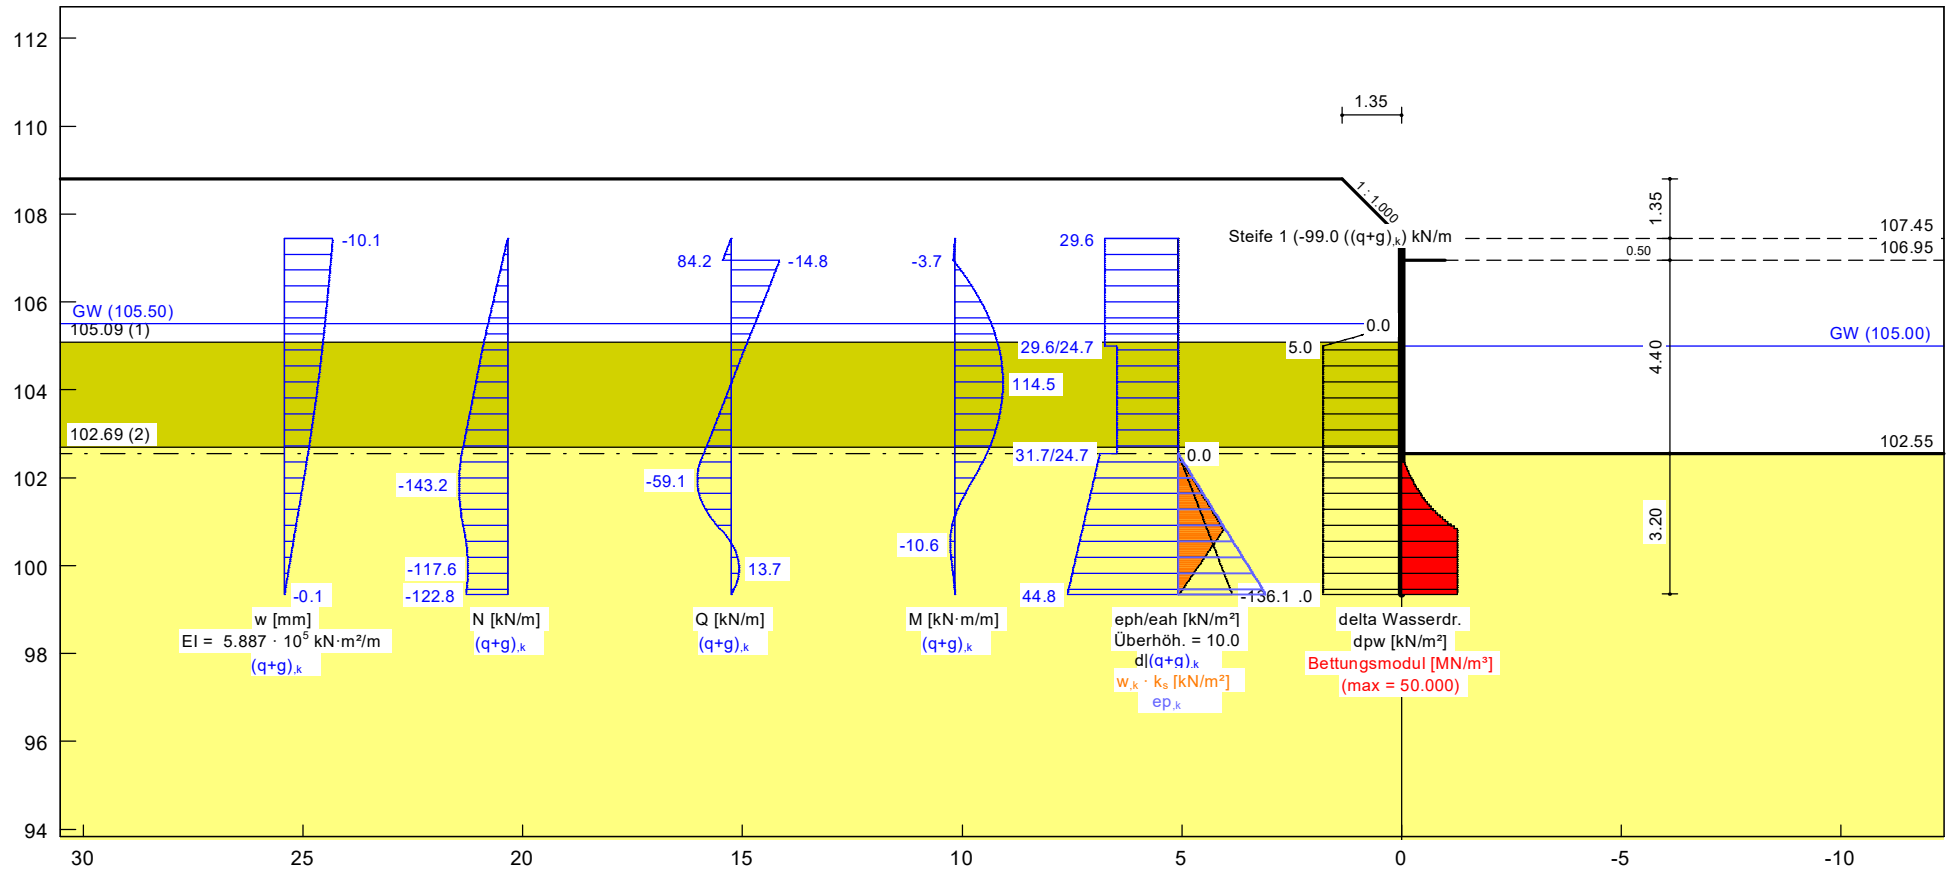 112
110
108
106
104
102
100
98
96
94
30
25
20
15
10
5
0
-5
-10
1.35
1 : 1.000
Steife 1 (-99.0 ((q+g),k) kN/m
0.50
107.45
106.95
1.35
4.40
3.20
GW (105.50)
105.09 (1)
GW (105.00)
102.69 (2)
102.55
-10.1
-0.1
w [mm]
EI = 5.887 · 10⁵ kN·m²/m
(q+g),k
-143.2
-117.6
-122.8
N [kN/m]
(q+g),k
84.2
-14.8
-59.1
13.7
Q [kN/m]
(q+g),k
-3.7
114.5
-10.6
M [kN·m/m]
(q+g),k
29.6
29.6/24.7
31.7/24.7
0.0
44.8
-136.1
.0
eph/eah [kN/m²]
Überhöh. = 10.0
(q+g),k
w,k · ks [kN/m²]
ep,k
0.0
5.0
delta Wasserdr.
dpw [kN/m²]
Bettungsmodul [MN/m³]
(max = 50.000)